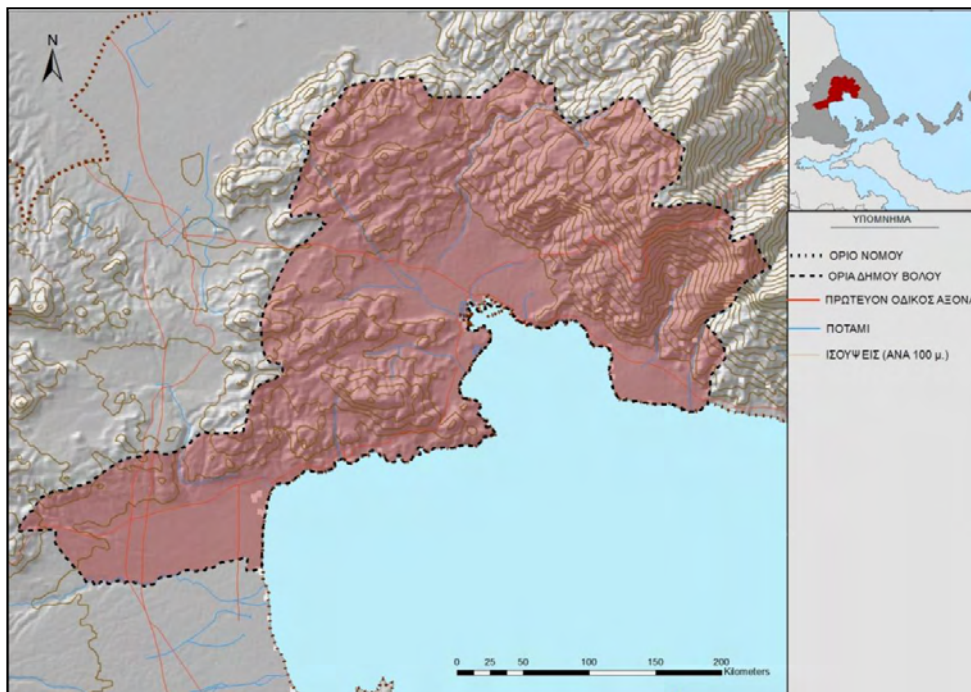 N
ΥΠΟΜΝΗΜΑ
ΟΡΙΟ ΝΟΜΟΥ
ΟΡΙΑ ΔΗΜΟΥ ΒΟΛΟΥ
ΠΡΩΤΕΥΟΝ ΟΔΙΚΟΣ ΑΞΟΝΑ
ΠΟΤΑΜΙ
ΙΣΟΥΨΕΙΣ (ΑΝΑ 100 μ.)
0 25 50 100 150 200
Kilometers